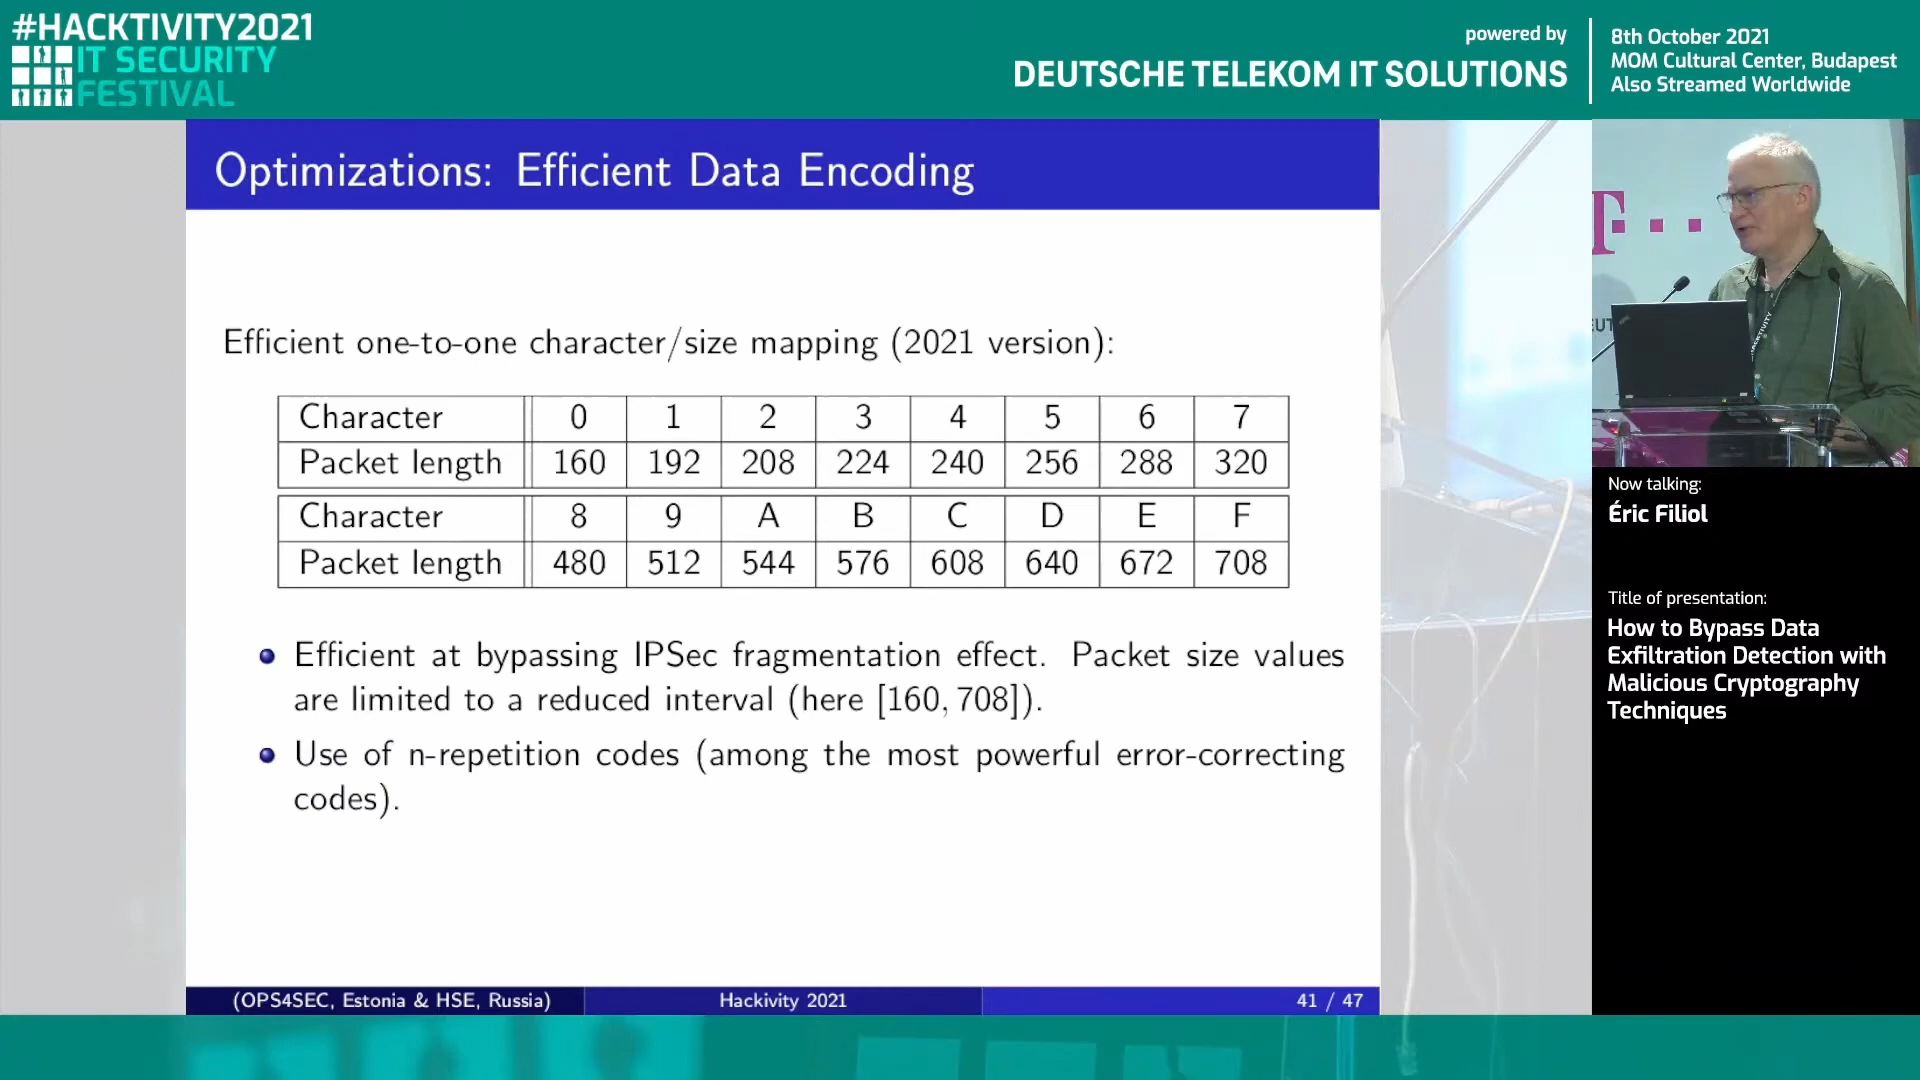 #HACKTIVITY2021
IT SECURITY
FESTIVAL
powered by
DEUTSCHE TELEKOM IT SOLUTIONS
8th October 2021
MOM Cultural Center, Budapest
Also Streamed Worldwide
Optimizations: Efficient Data Encoding
Efficient one-to-one character/size mapping (2021 version):
Character 0 1 2 3 4 5 6 7
Packet length 160 192 208 224 240 256 288 320
Character 8 9 A B C D E F
Packet length 480 512 544 576 608 640 672 708
Efficient at bypassing IPSec fragmentation effect. Packet size values
are limited to a reduced interval (here [160, 708]).
Use of n-repetition codes (among the most powerful error-correcting
codes).
(OPS4SEC, Estonia & HSE, Russia)
Hackivity 2021
41 / 47
T
Now talking:
Éric Filiol
Title of presentation:
How to Bypass Data
Exfiltration Detection with
Malicious Cryptography
Techniques